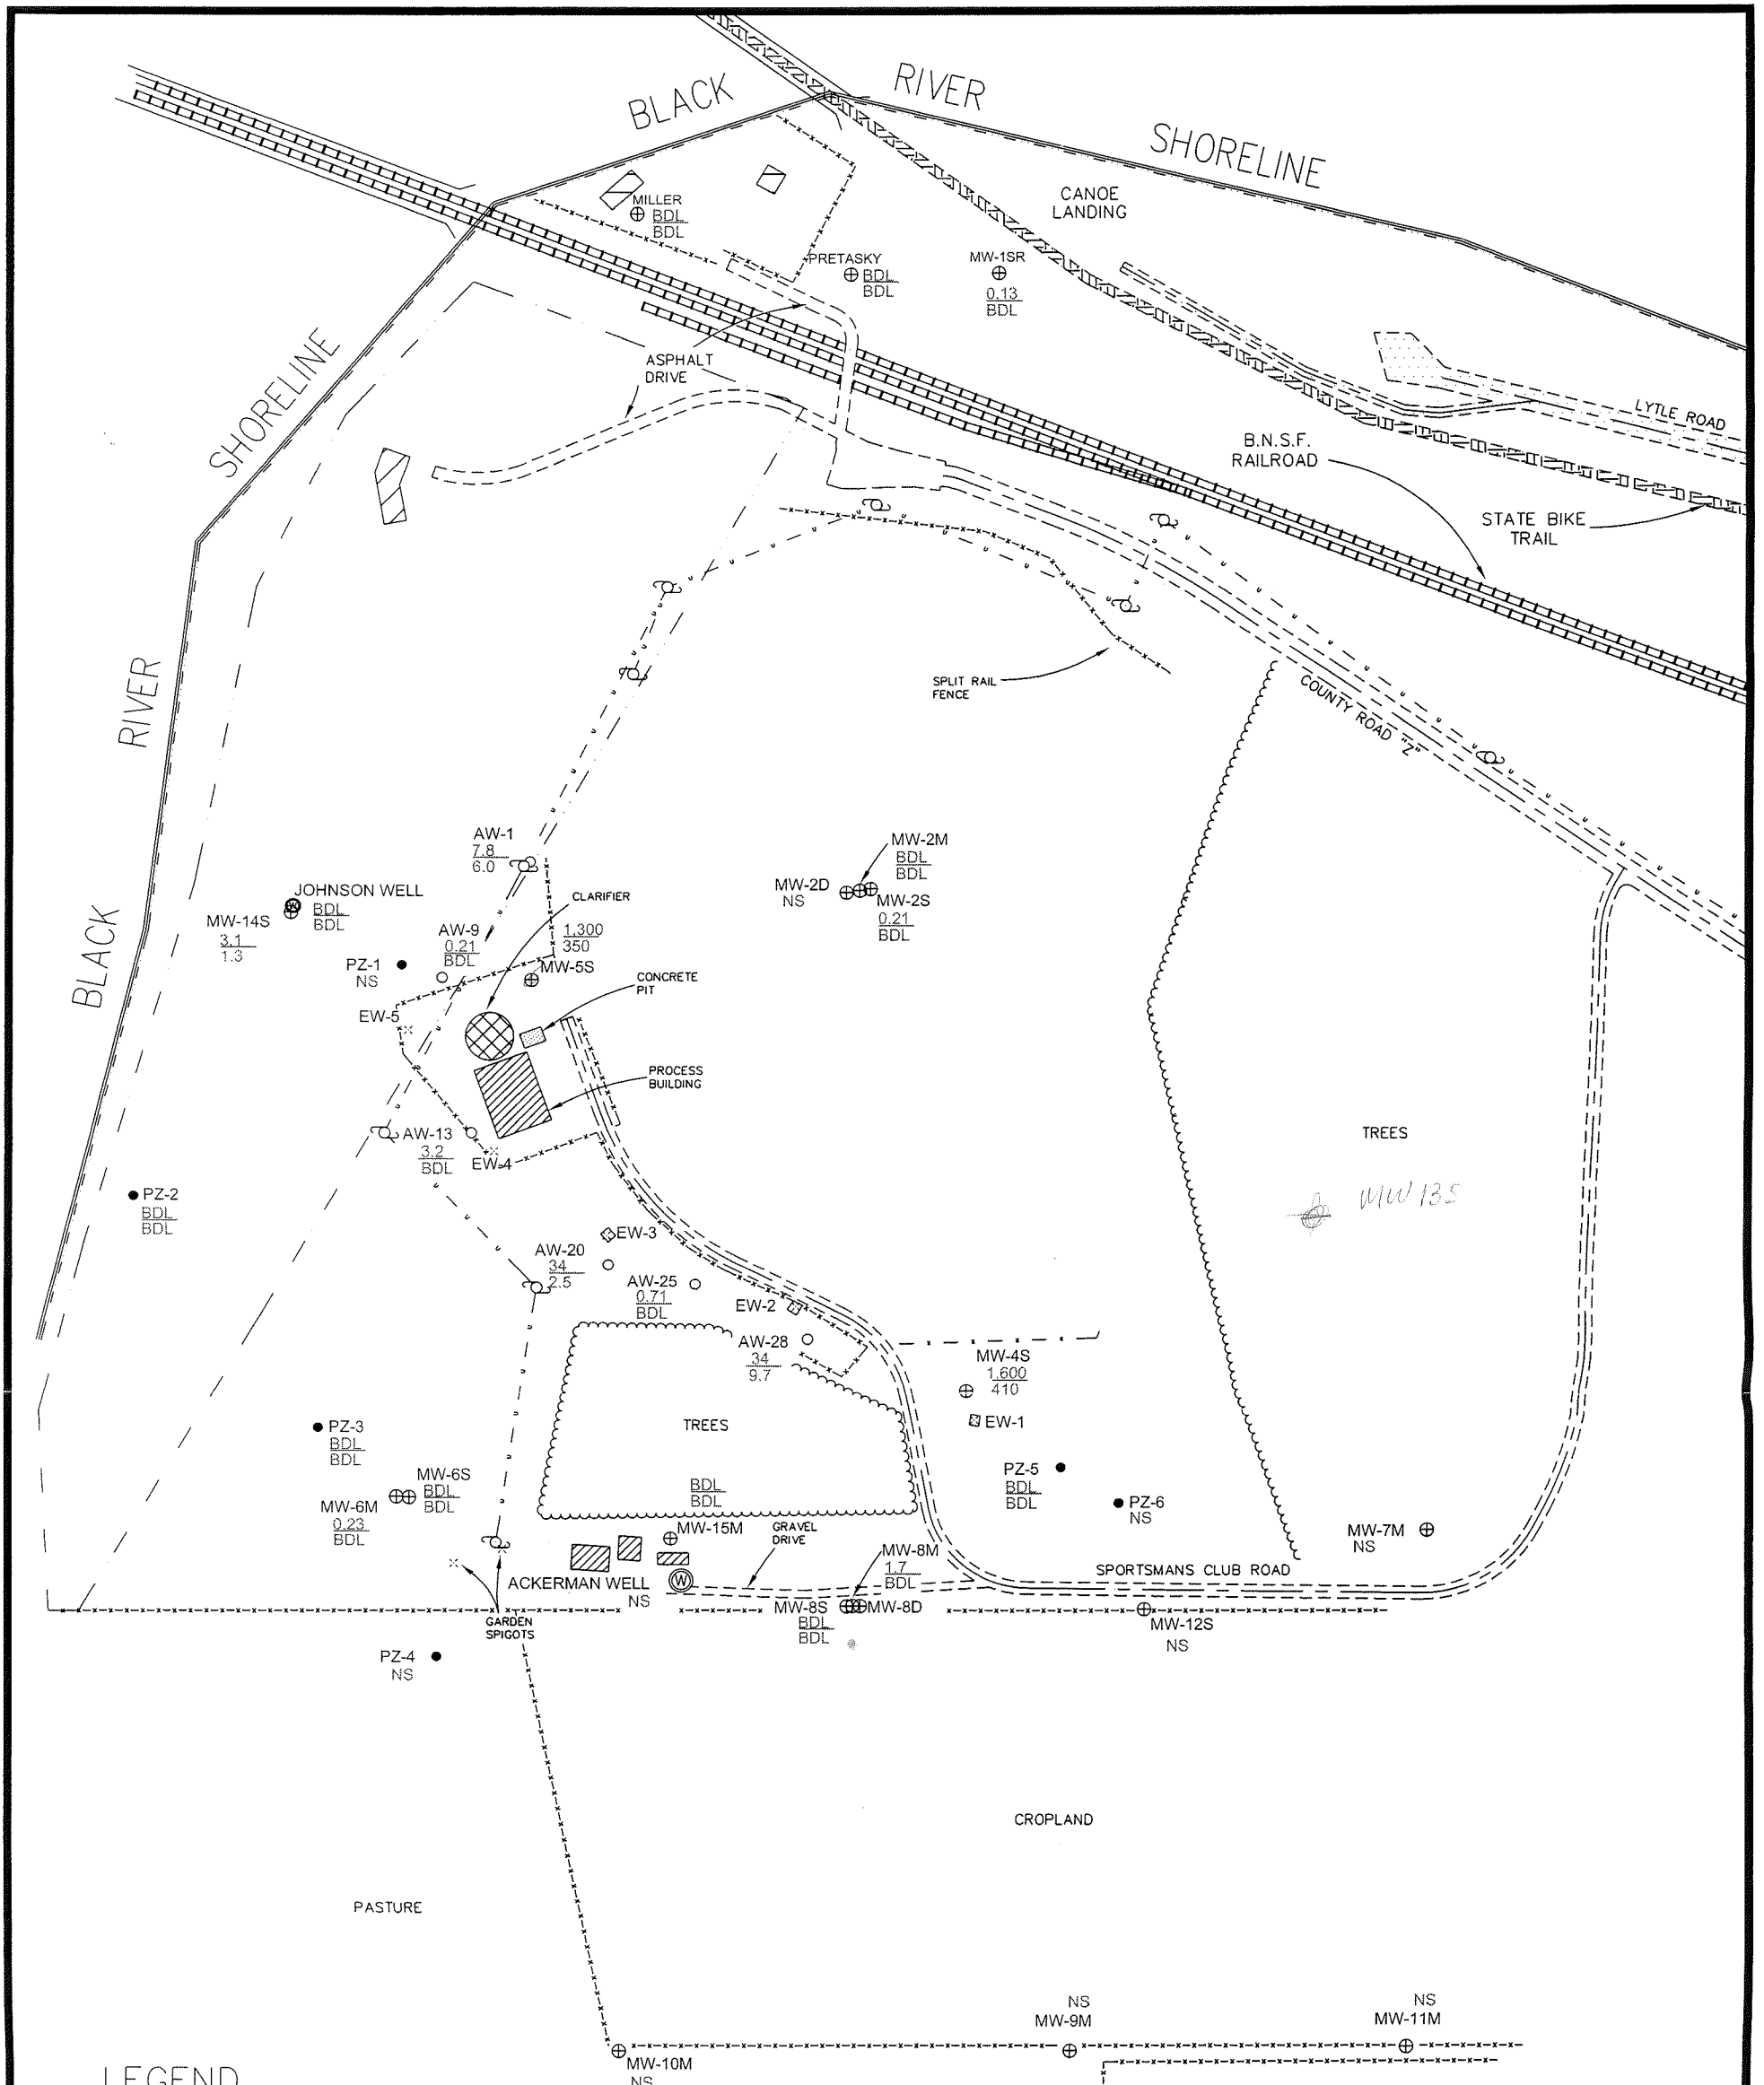 BLACK
RIVER
SHORELINE
CANOE
LANDING
MILLER
BDL
BDL
PRETASKY
BDL
BDL
MW-1SR
0.13
BDL
ASPHALT
DRIVE
SHORELINE
LYTLE ROAD
B.N.S.F.
RAILROAD
STATE BIKE
TRAIL
SPLIT RAIL
FENCE
COUNTY ROAD "Z"
RIVER
BLACK
AW-1
7.8
6.0
CLARIFIER
MW-2M
BDL
BDL
MW-2D
NS
MW-2S
0.21
BDL
JOHNSON WELL
BDL
BDL
MW-14S
3.1
1.3
AW-9
0.21
BDL
1,300
350
MW-5S
PZ-1
NS
CONCRETE
PIT
EW-5
PROCESS
BUILDING
AW-13
3.2
BDL
EW-4
TREES
MW 13S
PZ-2
BDL
BDL
EW-3
AW-20
34
2.5
AW-25
0.71
BDL
EW-2
AW-28
34
9.7
MW-4S
1,600
410
EW-1
TREES
BDL
BDL
PZ-3
BDL
BDL
MW-6S
BDL
BDL
MW-6M
0.23
BDL
PZ-5
BDL
BDL
PZ-6
NS
MW-7M
NS
MW-15M
GRAVEL
DRIVE
MW-8M
1.7
BDL
SPORTSMANS CLUB ROAD
ACKERMAN WELL
NS
MW-8S
BDL
BDL
MW-8D
MW-12S
NS
GARDEN
SPIGOTS
PZ-4
NS
CROPLAND
PASTURE
NS
MW-9M
NS
MW-11M
MW-10M
NS
LEGEND